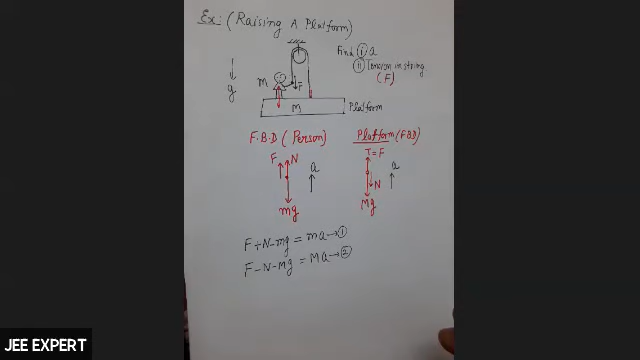 Ex: (Raising A Platform)
Find (i) a
(ii) Tension in string
(F)
g
m
F
M
Platform
F.B.D (Person)
Platform (FBD)
F N
a
mg
T = F
a
N
Mg
F + N - mg = ma → (1)
F - N - Mg = Ma → (2)
JEE EXPERT